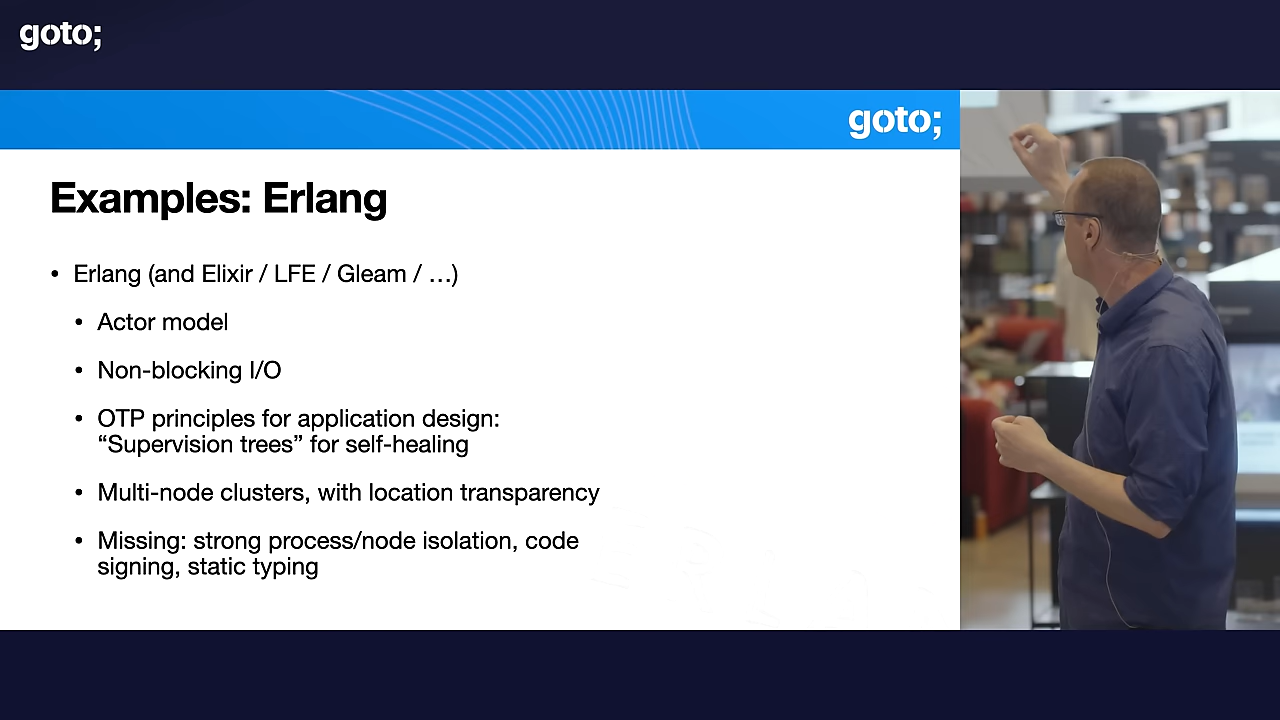 goto;
goto;
Examples: Erlang
• Erlang (and Elixir / LFE / Gleam / …)
• Actor model
• Non-blocking I/O
• OTP principles for application design:
“Supervision trees” for self-healing
• Multi-node clusters, with location transparency
• Missing: strong process/node isolation, code
signing, static typing